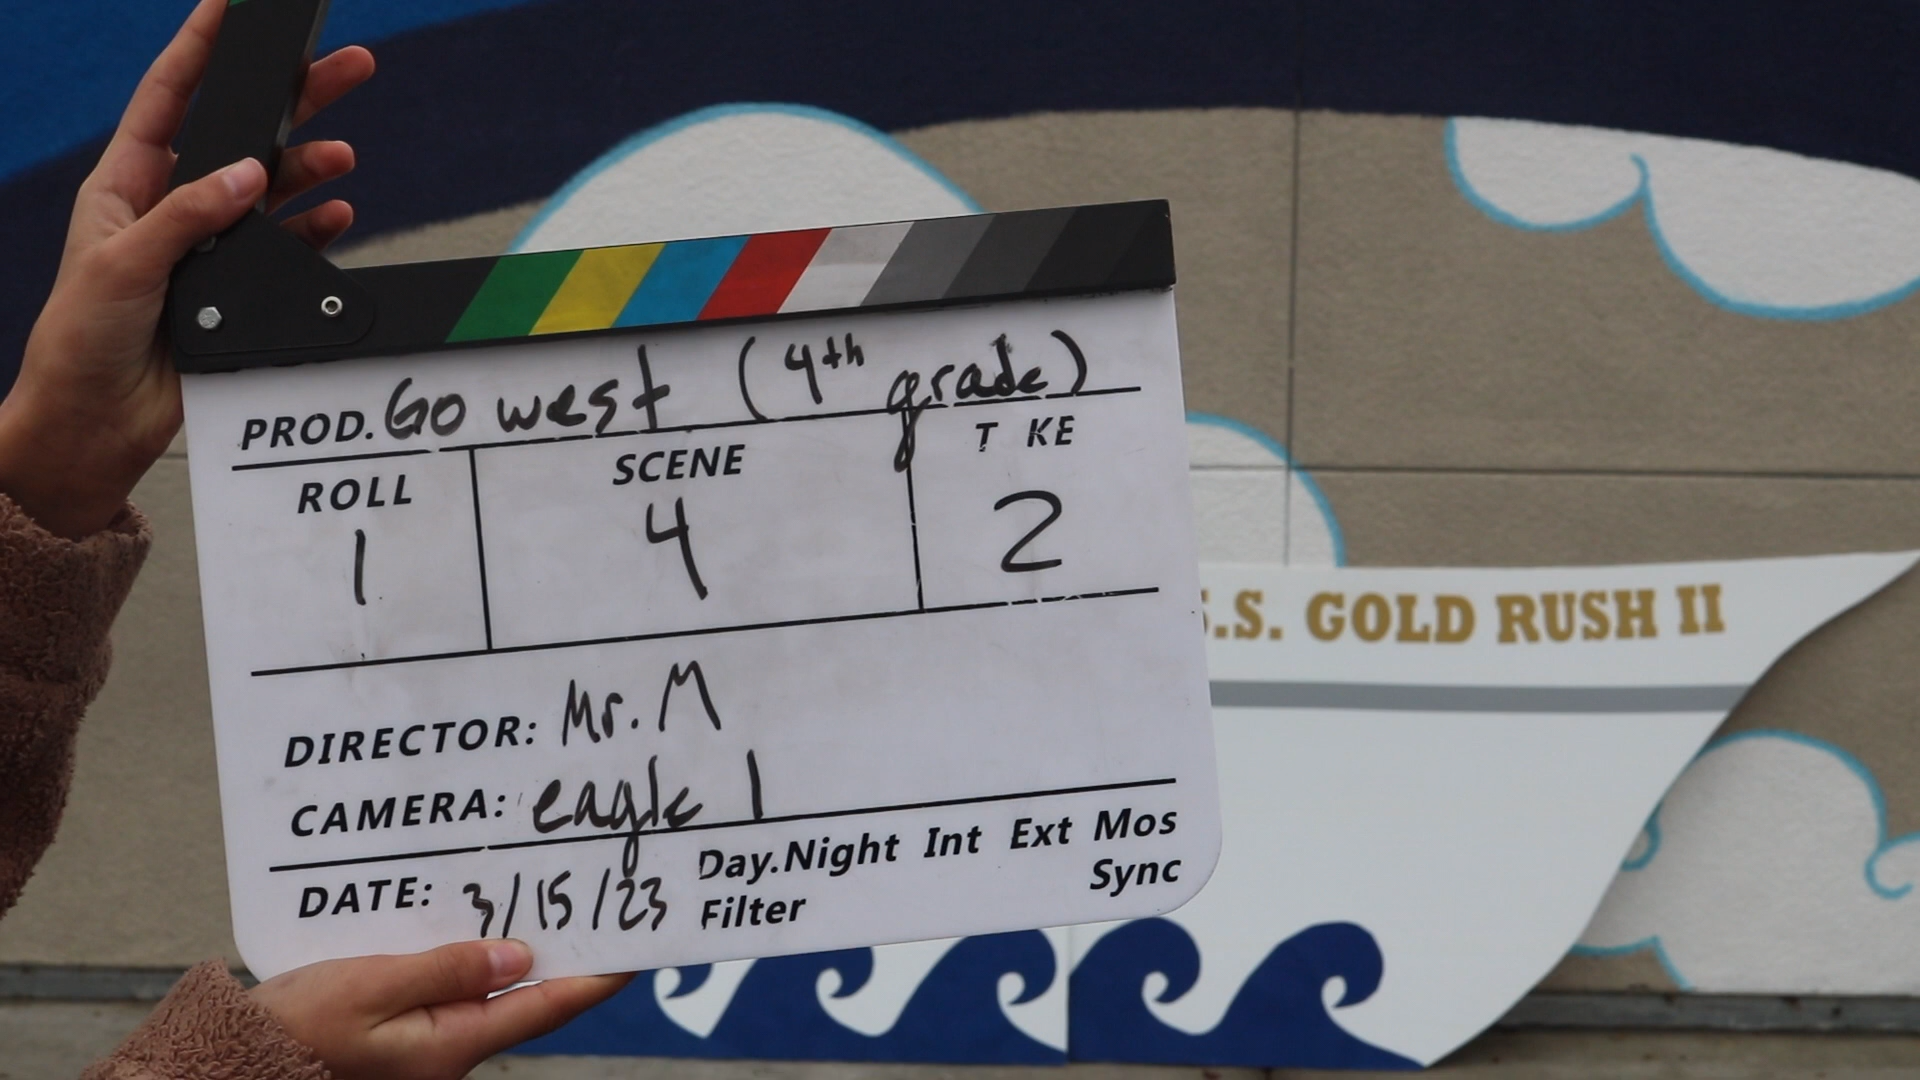 PROD. Go west (4th grade)
ROLL SCENE T KE
1 4 2
DIRECTOR: Mr. M
CAMERA: eagle 1
DATE: 3/15/23 Day.Night Int Ext Mos
Filter Sync
.S. GOLD RUSH II